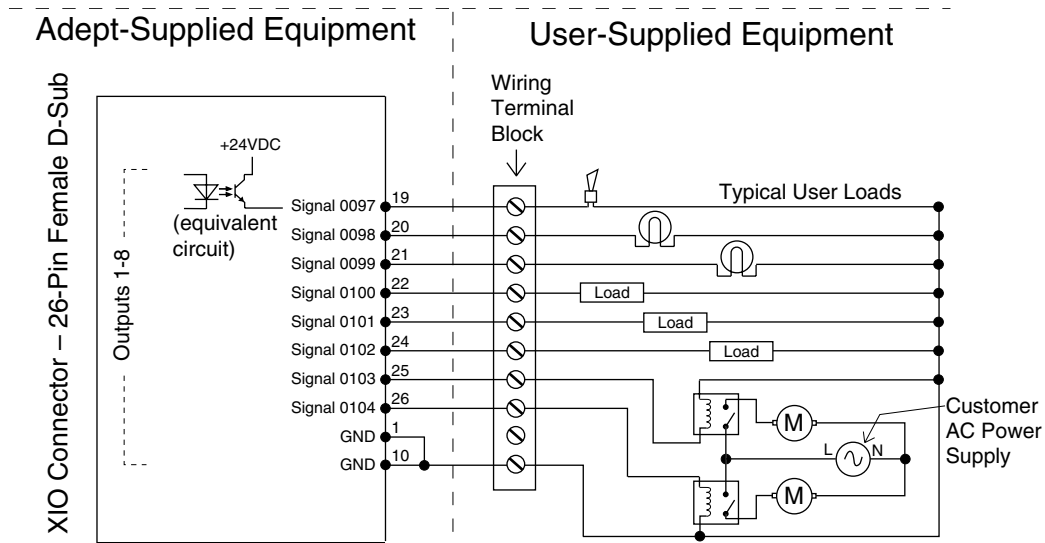 Adept-Supplied Equipment
User-Supplied Equipment
XIO Connector – 26-Pin Female D-Sub
Wiring
Terminal
Block
+24VDC
(equivalent
circuit)
Outputs 1-8
Typical User Loads
Signal 0097 19
Signal 0098 20
Signal 0099 21
Signal 0100 22
Load
Signal 0101 23
Load
Signal 0102 24
Load
Signal 0103 25
Signal 0104 26
GND 1
GND 10
M
L N
M
Customer
AC Power
Supply